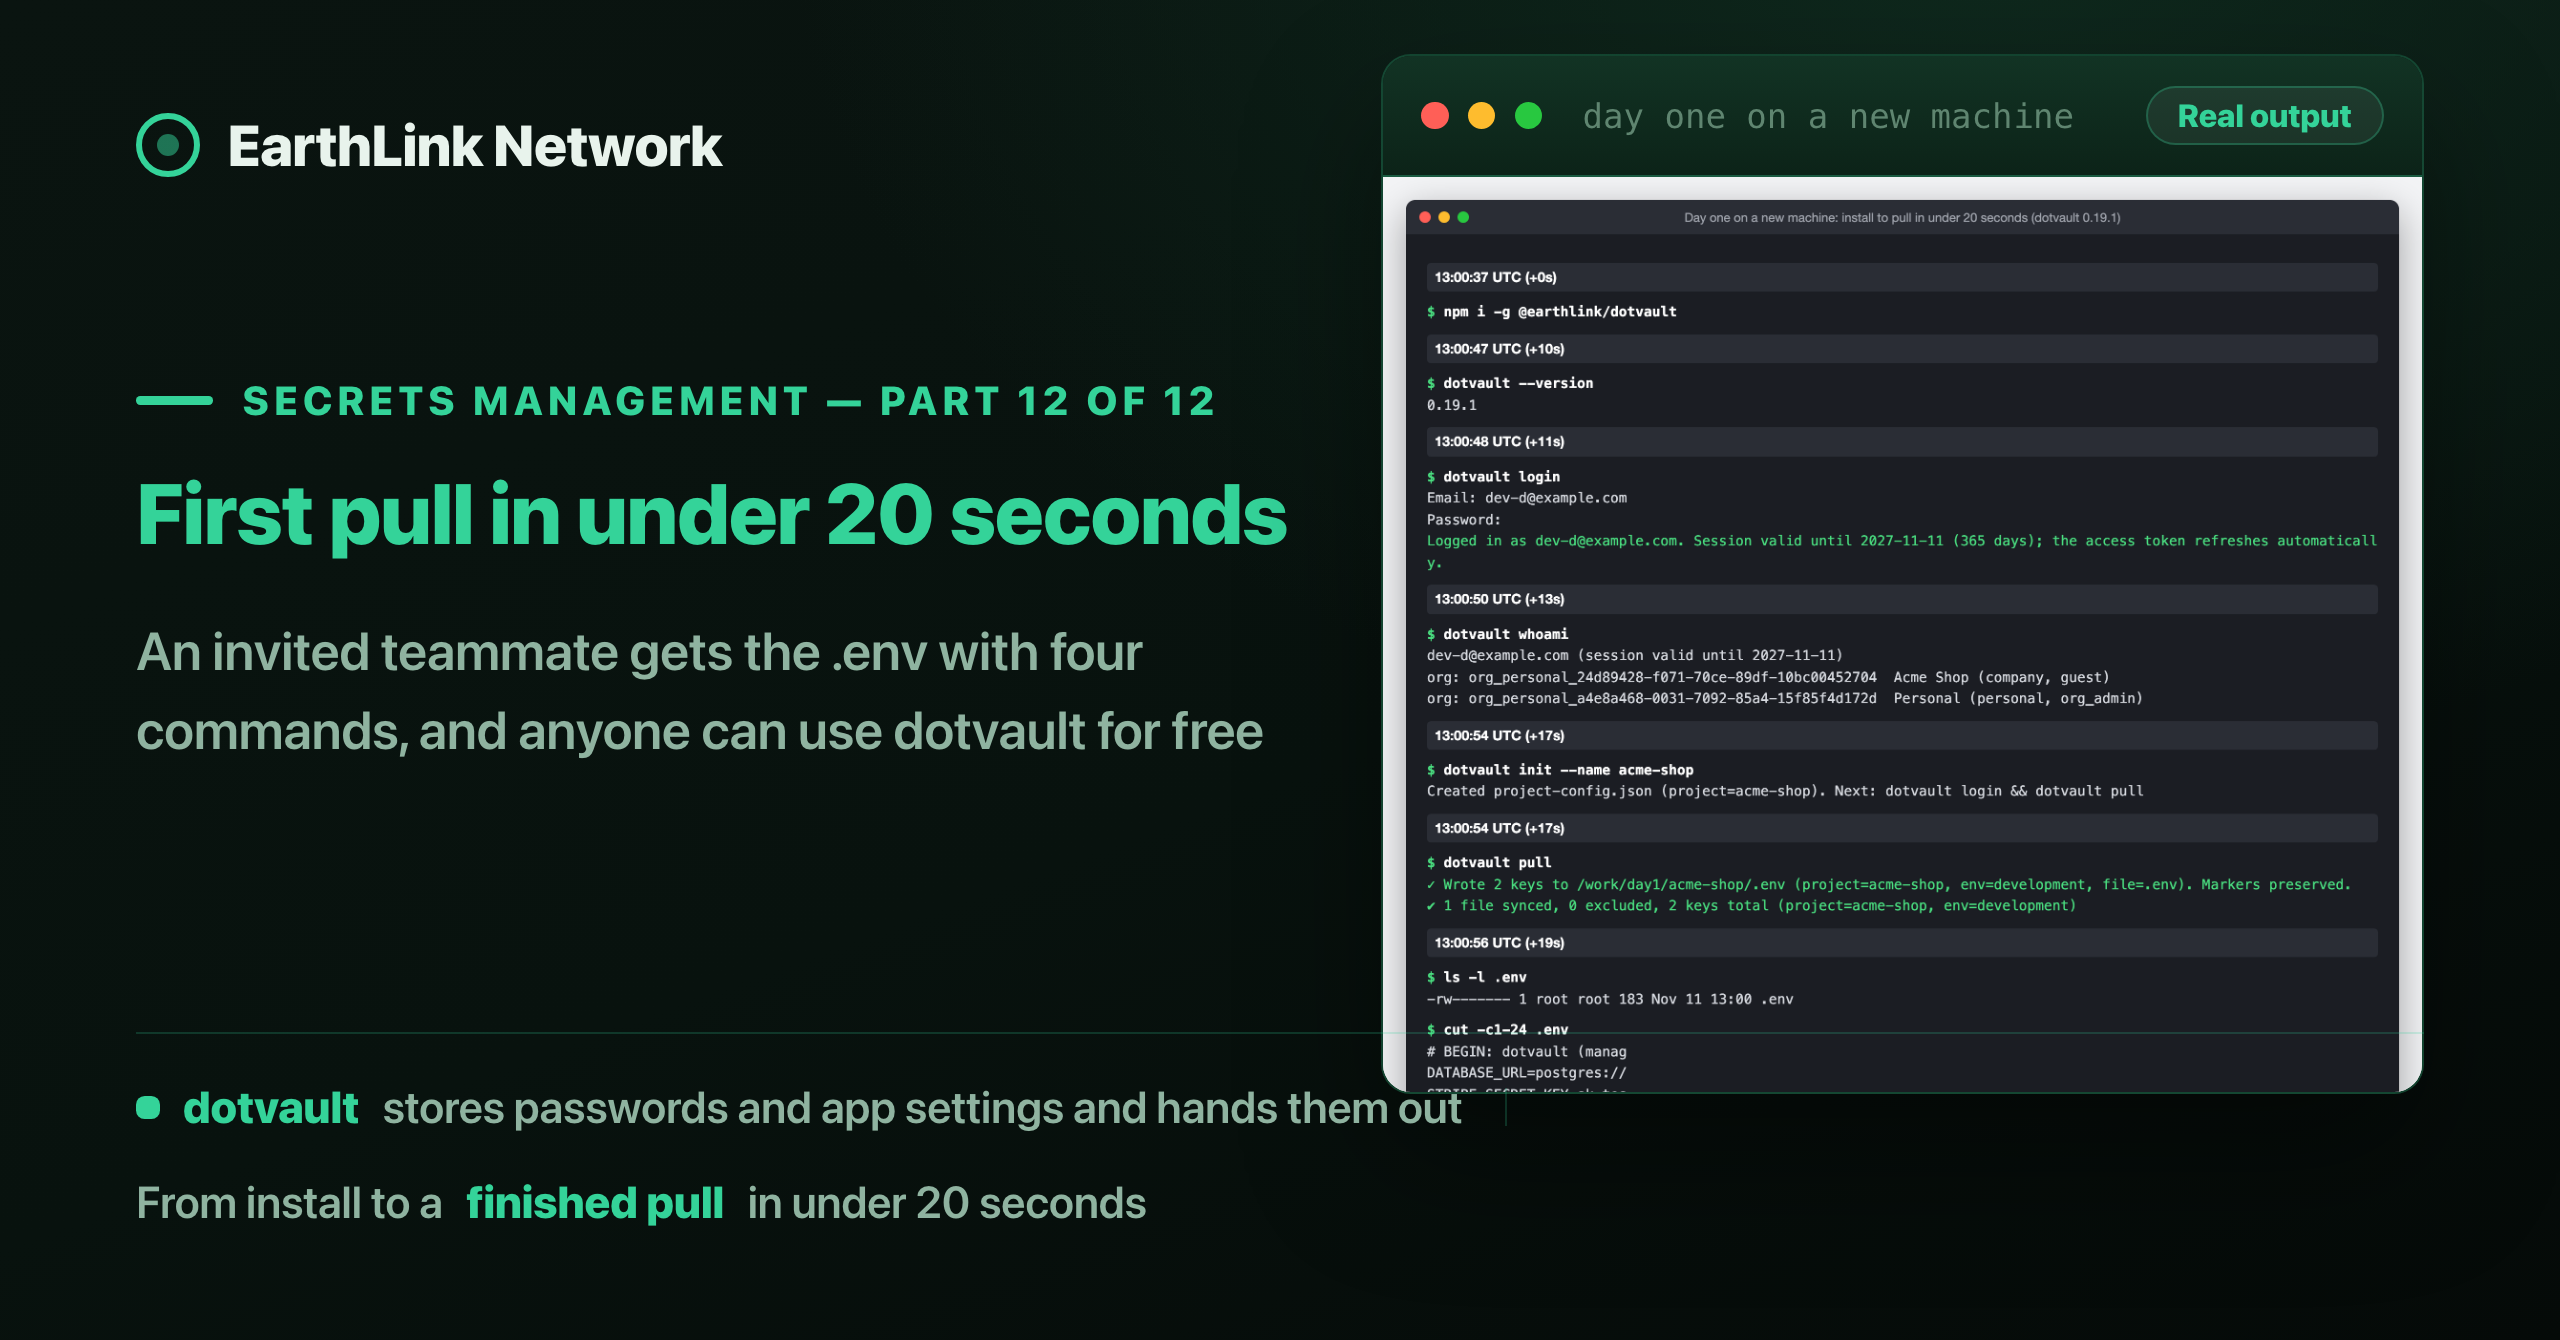 EarthLink Network
SECRETS MANAGEMENT — PART 12 OF 12
First pull in under 20 seconds
An invited teammate gets the .env with four
commands, and anyone can use dotvault for free
dotvault stores passwords and app settings and hands them out
From install to a finished pull in under 20 seconds
day one on a new machine
Real output
Day one on a new machine: install to pull in under 20 seconds (dotvault 0.19.1)
13:00:37 UTC (+0s)
$ npm i -g @earthlink/dotvault
13:00:47 UTC (+10s)
$ dotvault --version
0.19.1
13:00:48 UTC (+11s)
$ dotvault login
Email: dev-d@example.com
Password:
Logged in as dev-d@example.com. Session valid until 2027-11-11 (365 days); the access token refreshes automaticall
y.
13:00:50 UTC (+13s)
$ dotvault whoami
dev-d@example.com (session valid until 2027-11-11)
org: org_personal_24d89428-f071-70ce-89df-10bc00452704  Acme Shop (company, guest)
org: org_personal_a4e8a468-0031-7092-85a4-15f85f4d172d  Personal (personal, org_admin)
13:00:54 UTC (+17s)
$ dotvault init --name acme-shop
Created project-config.json (project=acme-shop). Next: dotvault login && dotvault pull
13:00:54 UTC (+17s)
$ dotvault pull
✓ Wrote 2 keys to /work/day1/acme-shop/.env (project=acme-shop, env=development, file=.env). Markers preserved.
✔ 1 file synced, 0 excluded, 2 keys total (project=acme-shop, env=development)
13:00:56 UTC (+19s)
$ ls -l .env
-rw------- 1 root root 183 Nov 11 13:00 .env
$ cut -c1-24 .env
# BEGIN: dotvault (manag
DATABASE_URL=postgres://